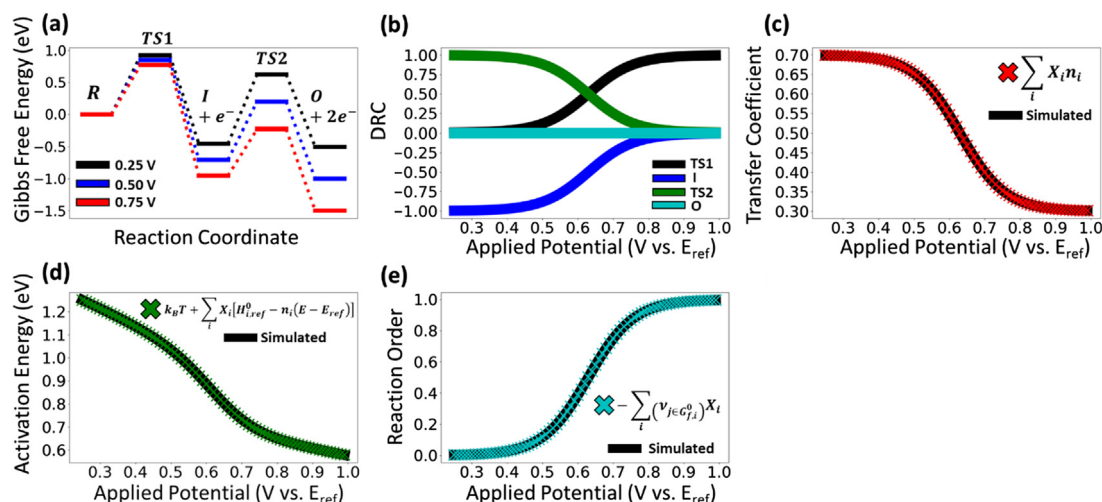 (a)
Gibbs Free Energy (eV)
1.0
0.5
0.0
−0.5
−1.0
−1.5
R
TS1
I
+ e⁻
TS2
O
+ 2e⁻
0.25 V
0.50 V
0.75 V
Reaction Coordinate
(b)
DRC
1.00
0.75
0.50
0.25
0.00
−0.25
−0.50
−0.75
−1.00
TS1
I
TS2
O
0.3 0.4 0.5 0.6 0.7 0.8 0.9 1.0
Applied Potential (V vs. E_ref)
(c)
Transfer Coefficient
0.70
0.65
0.60
0.55
0.50
0.45
0.40
0.35
0.30
∑_i X_i n_i
Simulated
0.3 0.4 0.5 0.6 0.7 0.8 0.9 1.0
Applied Potential (V vs. E_ref)
(d)
Activation Energy (eV)
1.2
1.1
1.0
0.9
0.8
0.7
0.6
k_B T + ∑_i X_i [H^0_{i,ref} − n_i (E − E_ref)]
Simulated
0.3 0.4 0.5 0.6 0.7 0.8 0.9 1.0
Applied Potential (V vs. E_ref)
(e)
Reaction Order
1.0
0.8
0.6
0.4
0.2
0.0
− ∑_i (ν_{j∈G^0_{f,i}}) X_i
Simulated
0.3 0.4 0.5 0.6 0.7 0.8 0.9 1.0
Applied Potential (V vs. E_ref)